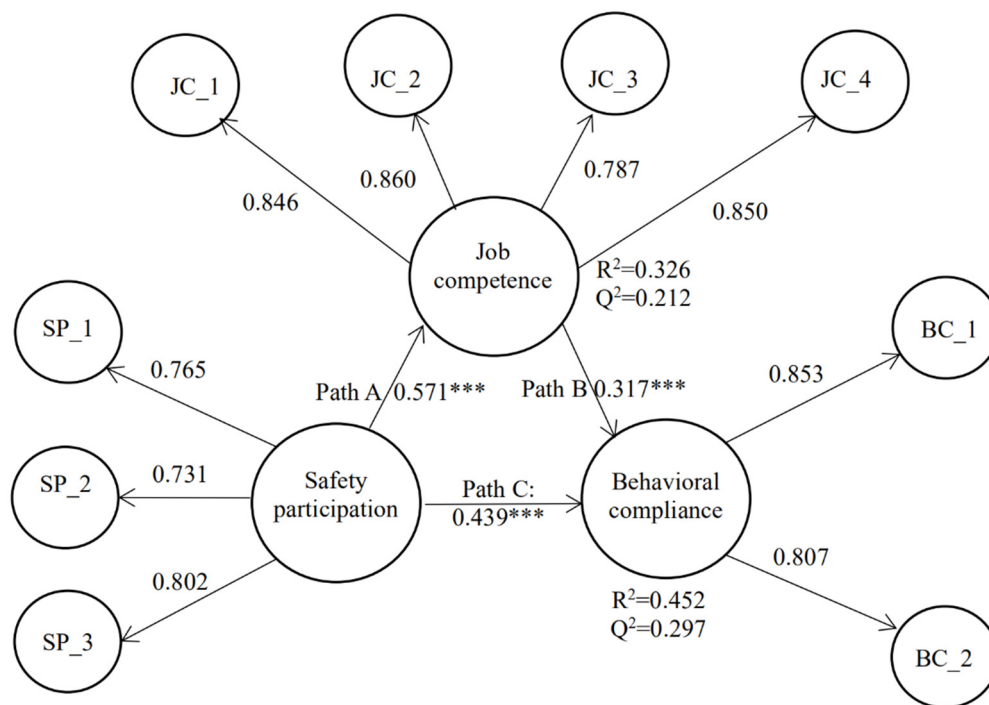 JC_1
JC_2
JC_3
JC_4
0.846
0.860
0.787
0.850
Job
competence
R²=0.326
Q²=0.212
SP_1
BC_1
0.765
0.853
Path A 0.571***
Path B 0.317***
SP_2
0.731
Safety
participation
Path C:
0.439***
Behavioral
compliance
0.802
0.807
SP_3
R²=0.452
Q²=0.297
BC_2